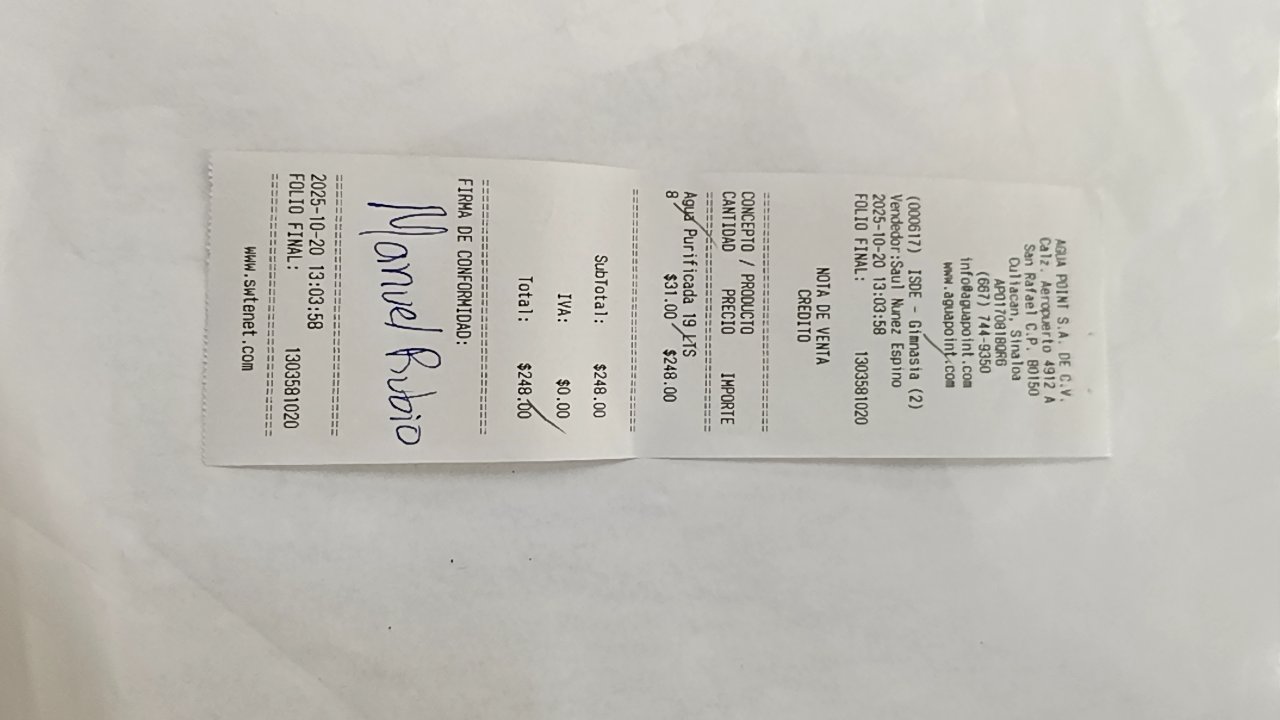 AGUA POINT S.A. DE C.V.
Calz. Aeropuerto 4912 A
San Rafael C.P. 80150
Culiacan, Sinaloa
APO170818QR6
(667) 744-9350
info@aguapoint.com
www.aguapoint.com
(000617) ISDE - Gimnasia (2)
Vendedor:Saul Nunez Espino
2025-10-20 13:03:58
FOLIO FINAL: 1303581020
NOTA DE VENTA
CREDITO
================================
CONCEPTO / PRODUCTO
CANTIDAD PRECIO IMPORTE
================================
Agua Purificada 19 LTS
8 $31.00 $248.00
================================
SubTotal: $248.00
IVA: $0.00
Total: $248.00
================================
FIRMA DE CONFORMIDAD:
Manuel Rubio
================================
2025-10-20 13:03:58
FOLIO FINAL: 1303581020
================================
www.swtenet.com